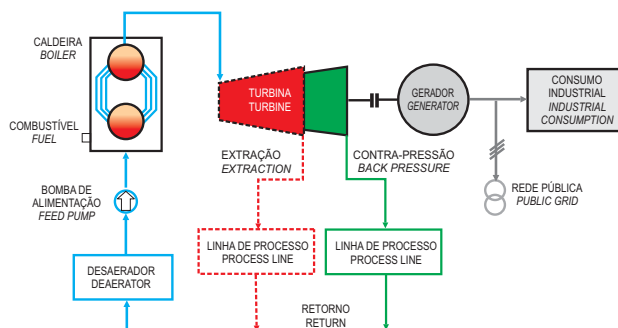 CALDEIRA
BOILER
COMBUSTÍVEL
FUEL
BOMBA DE
ALIMENTAÇÃO
FEED PUMP
DESAERADOR
DEAERATOR
TURBINA
TURBINE
EXTRAÇÃO
EXTRACTION
CONTRA-PRESSÃO
BACK PRESSURE
GERADOR
GENERATOR
CONSUMO
INDUSTRIAL
INDUSTRIAL
CONSUMPTION
REDE PÚBLICA
PUBLIC GRID
LINHA DE PROCESSO
PROCESS LINE
LINHA DE PROCESSO
PROCESS LINE
RETORNO
RETURN